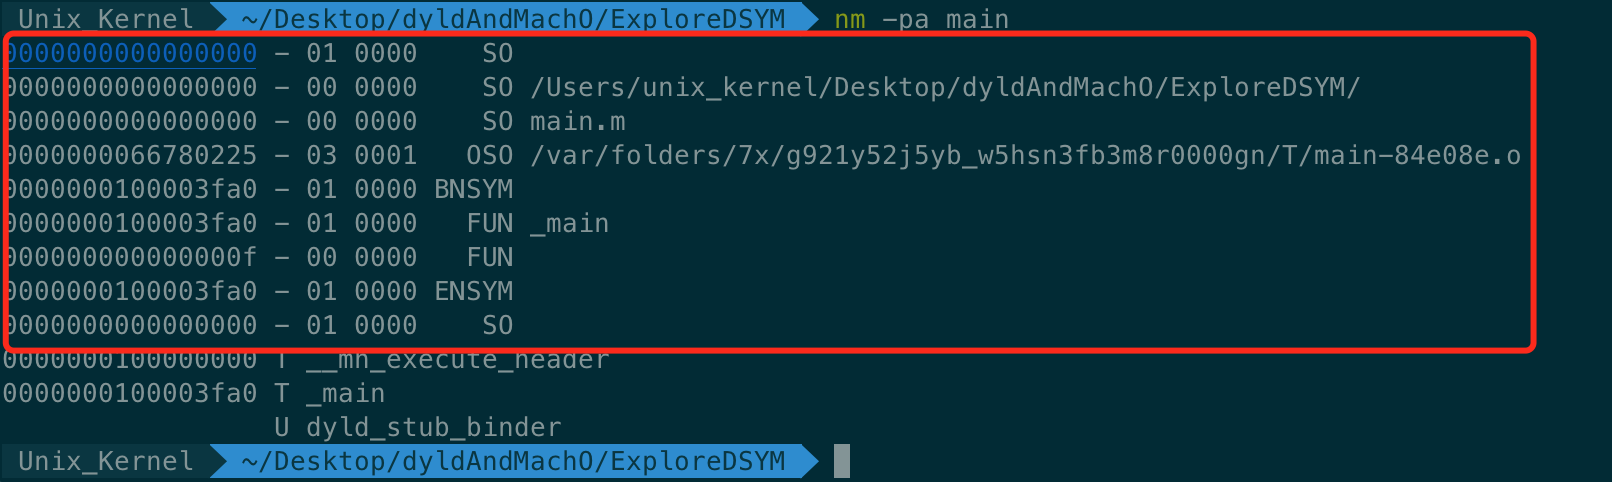 Unix_Kernel ~/Desktop/dyldAndMachO/ExploreDSYM nm -pa main
0000000000000000 - 01 0000    SO
0000000000000000 - 00 0000    SO /Users/unix_kernel/Desktop/dyldAndMachO/ExploreDSYM/
0000000000000000 - 00 0000    SO main.m
0000000066780225 - 03 0001   OSO /var/folders/7x/g921y52j5yb_w5hsn3fb3m8r0000gn/T/main-84e08e.o
0000000100003fa0 - 01 0000 BNSYM
0000000100003fa0 - 01 0000   FUN _main
000000000000000f - 00 0000   FUN
0000000100003fa0 - 01 0000 ENSYM
0000000000000000 - 01 0000    SO
0000000100000000 T __mh_execute_header
0000000100003fa0 T _main
                 U dyld_stub_binder
Unix_Kernel ~/Desktop/dyldAndMachO/ExploreDSYM